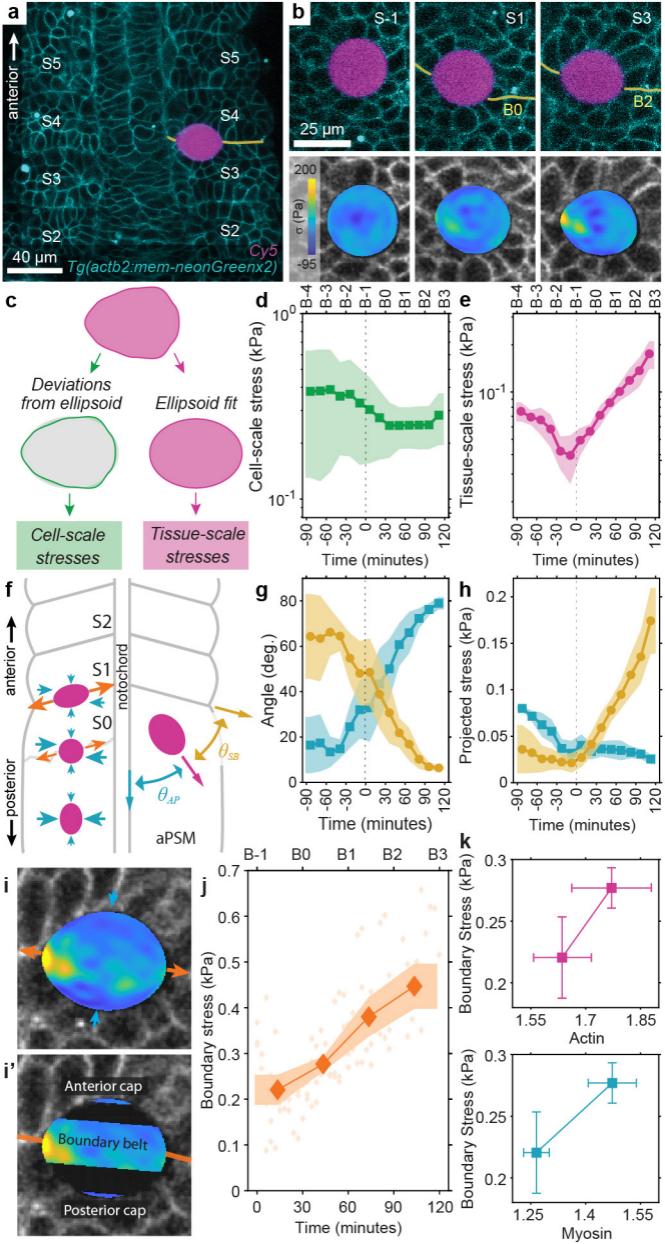 a
anterior
S5
S5
S4
S4
S3
S3
S2
S2
40 µm
Cy5
Tg(actb2:mem-neonGreenx2)
b
S-1
S1
S3
B0
B2
25 µm
200
σ (Pa)
-95
c
Deviations
from ellipsoid
Ellipsoid fit
Cell-scale
stresses
Tissue-scale
stresses
d
B-4
B-3
B-2
B-1
B0
B1
B2
B3
10⁰
10⁻¹
Cell-scale stress (kPa)
-90
-60
-30
0
30
60
90
120
Time (minutes)
e
B-4
B-3
B-2
B-1
B0
B1
B2
B3
10⁻¹
Tissue-scale stress (kPa)
-90
-60
-30
0
30
60
90
120
Time (minutes)
f
anterior
posterior
S2
S1
S0
notochord
θSB
θAP
aPSM
g
80
60
40
20
0
Angle (deg.)
-90
-60
-30
0
30
60
90
120
Time (minutes)
h
0.2
0.15
0.1
0.05
0
Projected stress (kPa)
-90
-60
-30
0
30
60
90
120
Time (minutes)
i
i'
Anterior cap
Boundary belt
Posterior cap
j
B-1
B0
B1
B2
B3
0.7
0.6
0.5
0.4
0.3
0.2
0.1
0
Boundary stress (kPa)
0
30
60
90
120
Time (minutes)
k
0.3
0.25
0.2
Boundary Stress (kPa)
1.55
1.7
1.85
Actin
0.3
0.25
0.2
Boundary Stress (kPa)
1.25
1.4
1.55
Myosin